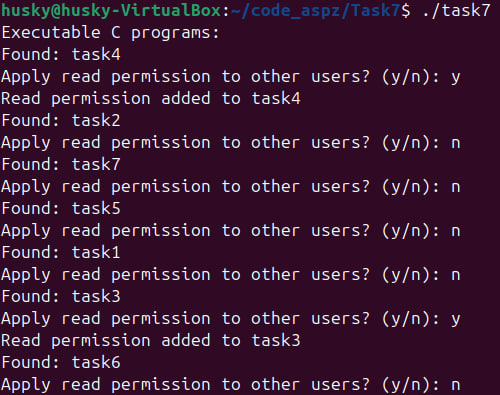 husky@husky-VirtualBox:~/code_aspz/Task7$ ./task7
Executable C programs:
Found: task4
Apply read permission to other users? (y/n): y
Read permission added to task4
Found: task2
Apply read permission to other users? (y/n): n
Found: task7
Apply read permission to other users? (y/n): n
Found: task5
Apply read permission to other users? (y/n): n
Found: task1
Apply read permission to other users? (y/n): n
Found: task3
Apply read permission to other users? (y/n): y
Read permission added to task3
Found: task6
Apply read permission to other users? (y/n): n